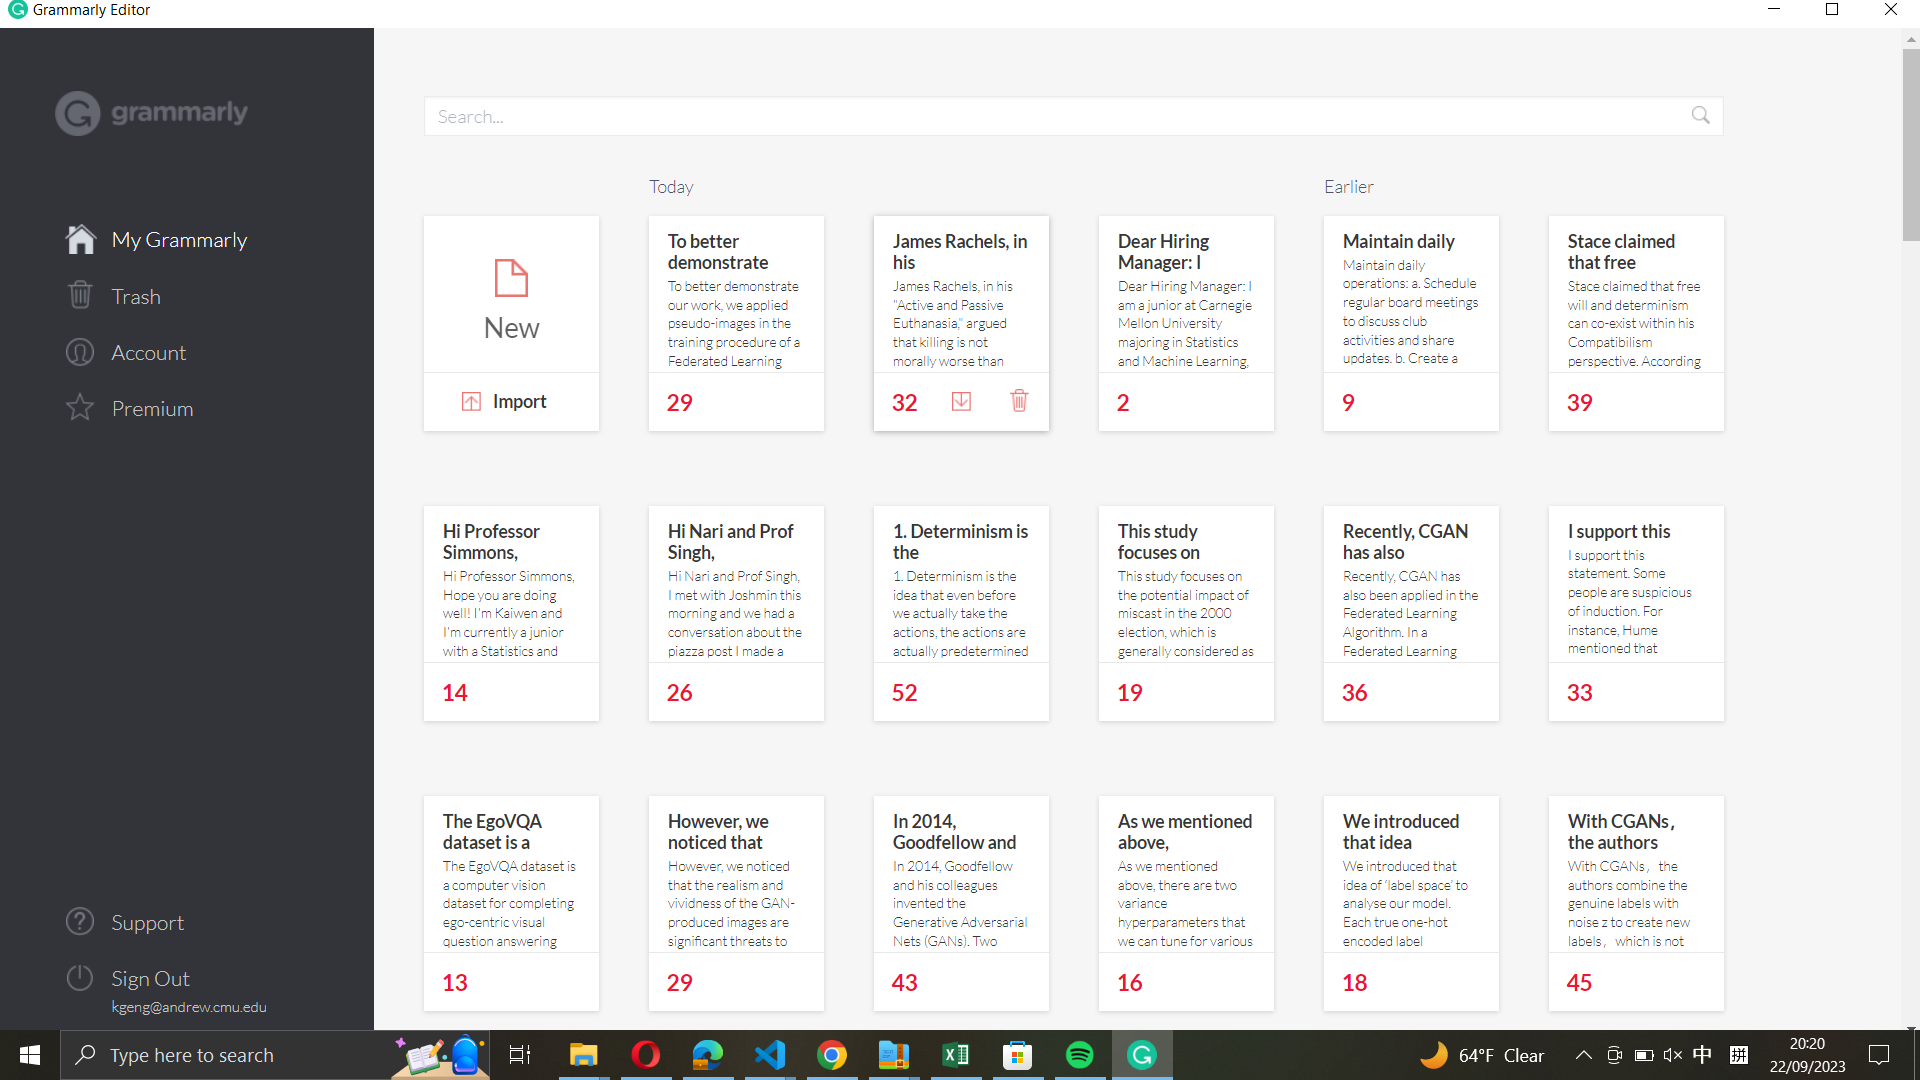 Grammarly Editor
grammarly
My Grammarly
Trash
Account
Premium
Support
Sign Out
kgeng@andrew.cmu.edu
Search...
Today
Earlier
New
Import
To better
demonstrate
To better demonstrate
our work, we applied
pseudo-images in the
training procedure of a
Federated Learning
29
James Rachels, in
his
James Rachels, in his
"Active and Passive
Euthanasia," argued
that killing is not
morally worse than
32
Dear Hiring
Manager: I
Dear Hiring Manager: I
am a junior at Carnegie
Mellon University
majoring in Statistics
and Machine Learning,
2
Maintain daily
Maintain daily
operations: a. Schedule
regular board meetings
to discuss club
activities and share
updates. b. Create a
9
Stace claimed
that free
Stace claimed that free
will and determinism
can co-exist within his
Compatibilism
perspective. According
39
Hi Professor
Simmons,
Hi Professor Simmons,
Hope you are doing
well! I'm Kaiwen and
I'm currently a junior
with a Statistics and
14
Hi Nari and Prof
Singh,
Hi Nari and Prof Singh,
I met with Joshmin this
morning and we had a
conversation about the
piazza post I made a
26
1. Determinism is
the
1. Determinism is the
idea that even before
we actually take the
actions, the actions are
actually predetermined
52
This study
focuses on
This study focuses on
the potential impact of
miscast in the 2000
election, which is
generally considered as
19
Recently, CGAN
has also
Recently, CGAN has
also been applied in the
Federated Learning
Algorithm. In a
Federated Learning
36
I support this
I support this
statement. Some
people are suspicious
of induction. For
instance, Hume
mentioned that
33
The EgoVQA
dataset is a
The EgoVQA dataset is
a computer vision
dataset for completing
ego-centric visual
question answering
13
However, we
noticed that
However, we noticed
that the realism and
vividness of the GAN-
produced images are
significant threats to
29
In 2014,
Goodfellow and
In 2014, Goodfellow
and his colleagues
invented the
Generative Adversarial
Nets (GANs). Two
43
As we mentioned
above,
As we mentioned
above, there are two
variance
hyperparameters that
we can tune for various
16
We introduced
that idea
We introduced that
idea of 'label space' to
analyse our model.
Each true one-hot
encoded label
18
With CGANs，
the authors
With CGANs，the
authors combine the
genuine labels with
noise z to create new
labels，which is not
45
Type here to search
64°F Clear
中
拼
20:20
22/09/2023